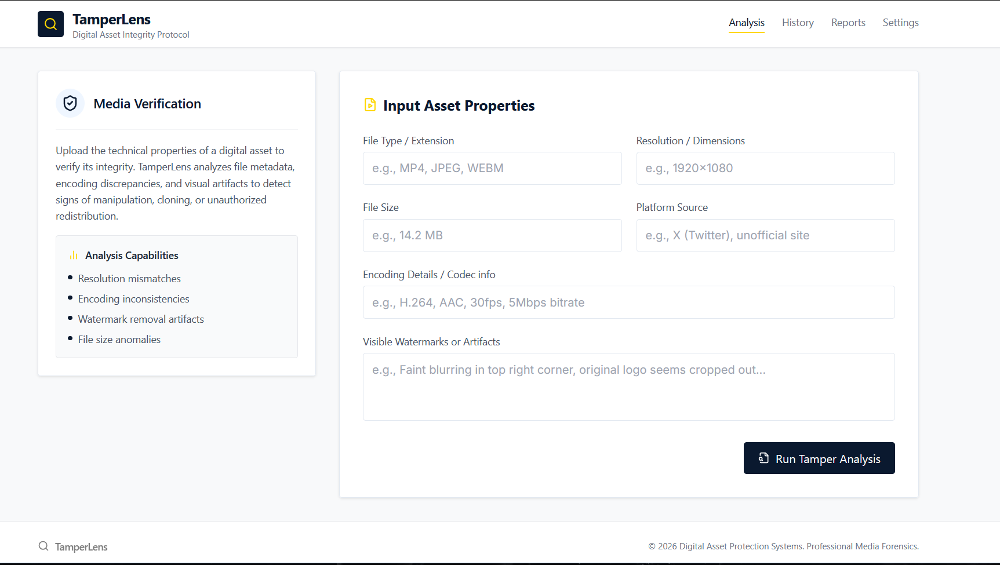 TamperLens
Digital Asset Integrity Protocol
Analysis
History
Reports
Settings
Media Verification
Upload the technical properties of a digital asset to
verify its integrity. TamperLens analyzes file metadata,
encoding discrepancies, and visual artifacts to detect
signs of manipulation, cloning, or unauthorized
redistribution.
Analysis Capabilities
Resolution mismatches
Encoding inconsistencies
Watermark removal artifacts
File size anomalies
Input Asset Properties
File Type / Extension
e.g., MP4, JPEG, WEBM
Resolution / Dimensions
e.g., 1920×1080
File Size
e.g., 14.2 MB
Platform Source
e.g., X (Twitter), unofficial site
Encoding Details / Codec info
e.g., H.264, AAC, 30fps, 5Mbps bitrate
Visible Watermarks or Artifacts
e.g., Faint blurring in top right corner, original logo seems cropped out...
Run Tamper Analysis
TamperLens
© 2026 Digital Asset Protection Systems. Professional Media Forensics.